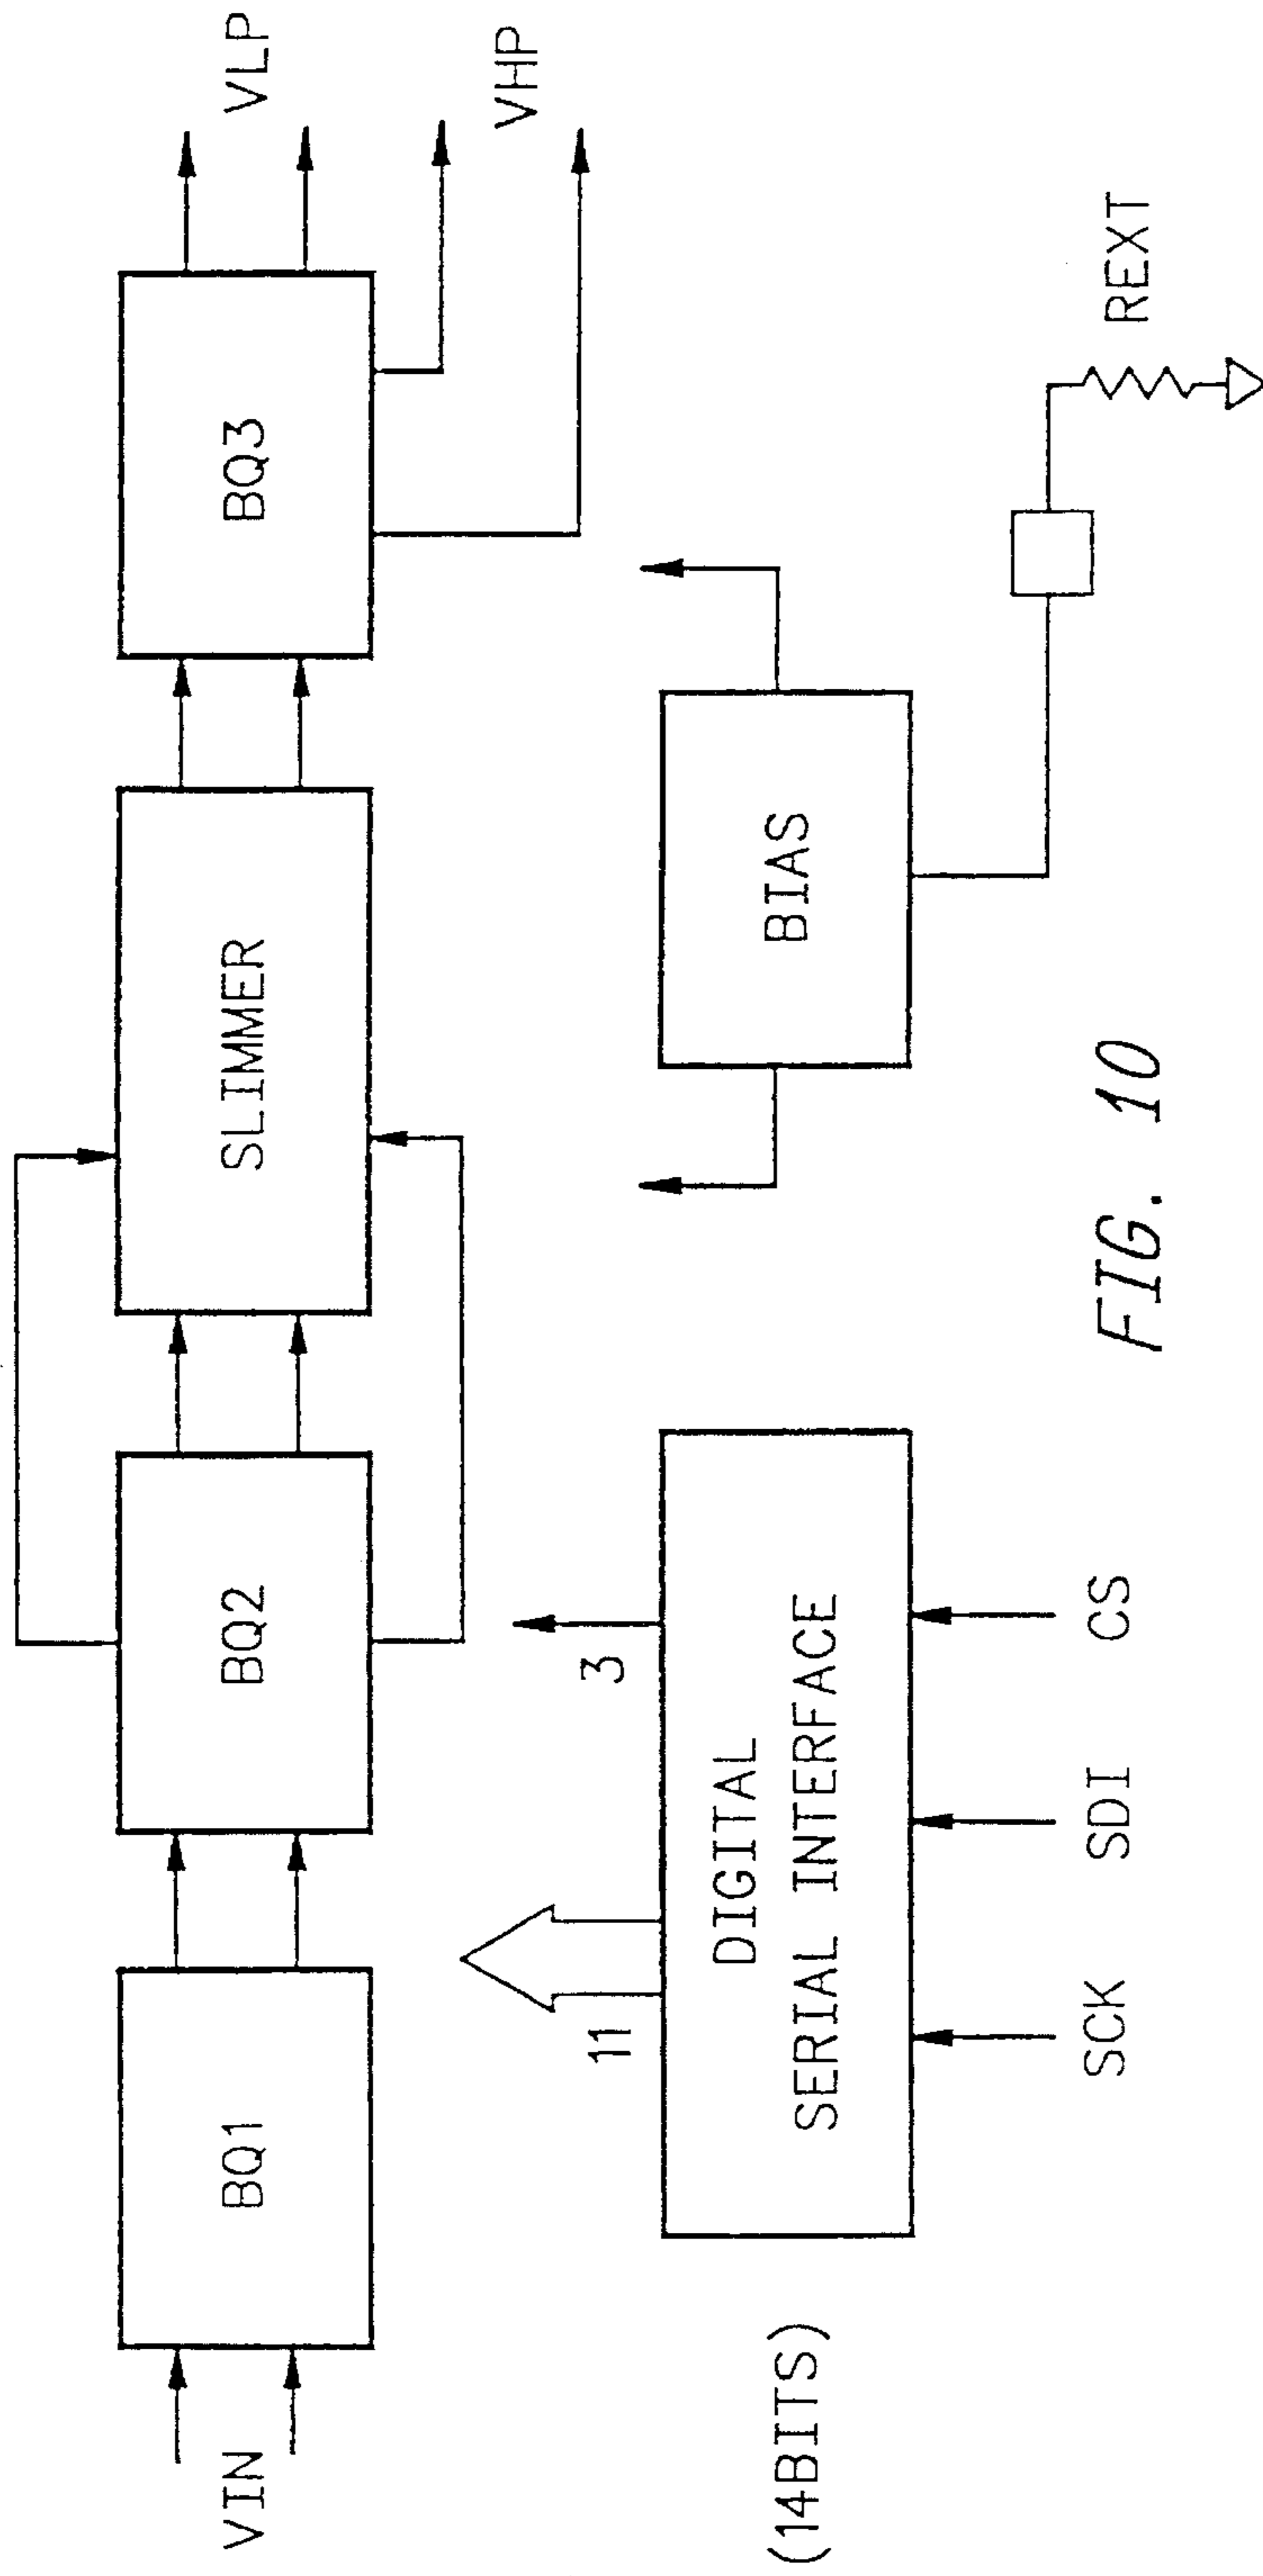 VIN
BQ1
BQ2
SLIMMER
BQ3
VLP
VHP
11
3
(14BITS)
DIGITAL
SERIAL INTERFACE
BIAS
SCK
SDI
CS
REXT
FIG. 10